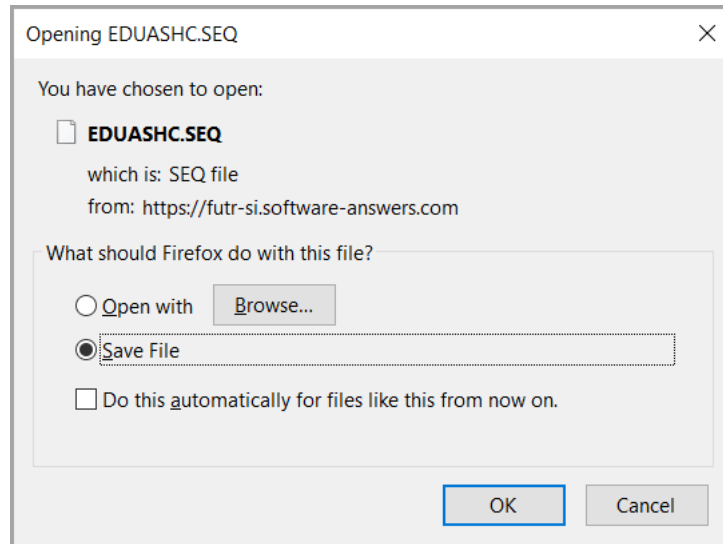 Opening EDUASHC.SEQ
You have chosen to open:
EDUASHC.SEQ
which is: SEQ file
from: https://futr-si.software-answers.com
What should Firefox do with this file?
Open with Browse...
Save File
Do this automatically for files like this from now on.
OK Cancel